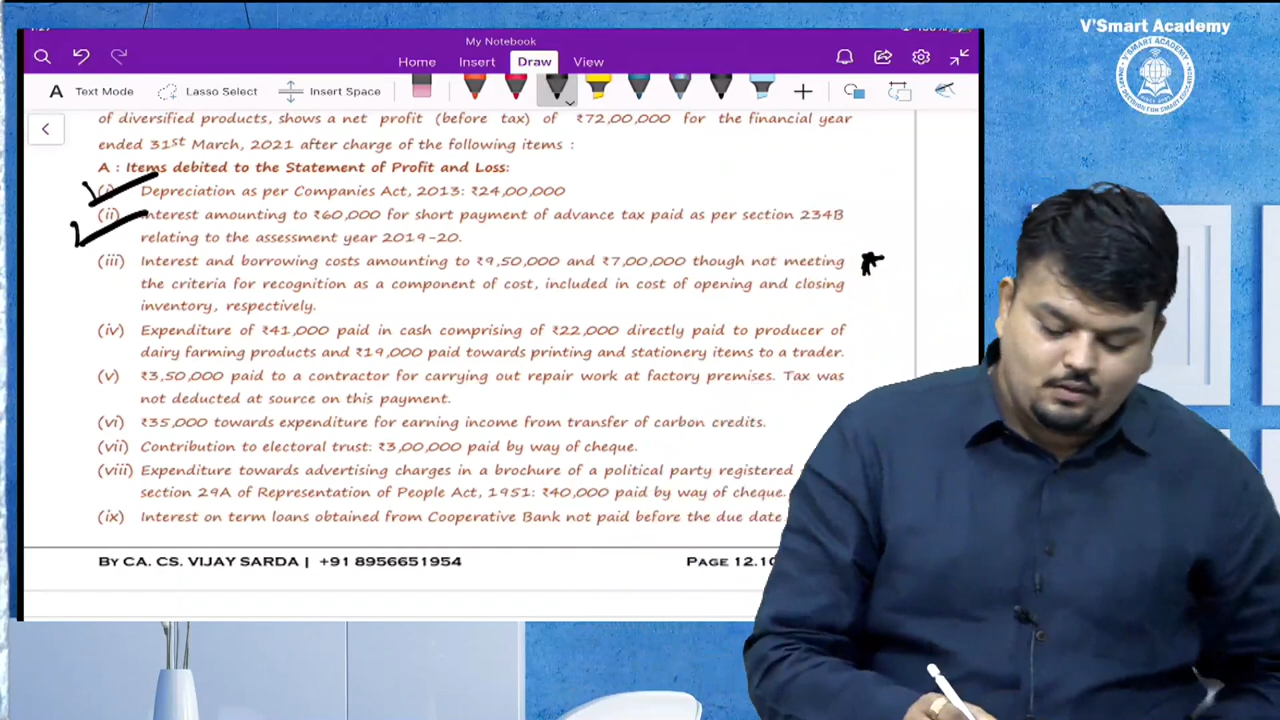 V'Smart Academy
My Notebook
Home Insert Draw View
A Text Mode Lasso Select Insert Space
of diversified products, shows a net profit (before tax) of ₹72,00,000 for the financial year
ended 31st March, 2021 after charge of the following items :
A : Items debited to the Statement of Profit and Loss:
(i) Depreciation as per Companies Act, 2013: ₹24,00,000
(ii) Interest amounting to ₹60,000 for short payment of advance tax paid as per section 234B
relating to the assessment year 2019-20.
(iii) Interest and borrowing costs amounting to ₹9,50,000 and ₹7,00,000 though not meeting
the criteria for recognition as a component of cost, included in cost of opening and closing
inventory, respectively.
(iv) Expenditure of ₹41,000 paid in cash comprising of ₹22,000 directly paid to producer of
dairy farming products and ₹19,000 paid towards printing and stationery items to a trader.
(v) ₹3,50,000 paid to a contractor for carrying out repair work at factory premises. Tax was
not deducted at source on this payment.
(vi) ₹35,000 towards expenditure for earning income from transfer of carbon credits.
(vii) Contribution to electoral trust: ₹3,00,000 paid by way of cheque.
(viii) Expenditure towards advertising charges in a brochure of a political party registered
section 29A of Representation of People Act, 1951: ₹40,000 paid by way of cheque.
(ix) Interest on term loans obtained from Cooperative Bank not paid before the due date
BY CA. CS. VIJAY SARDA | +91 8956651954 PAGE 12.10